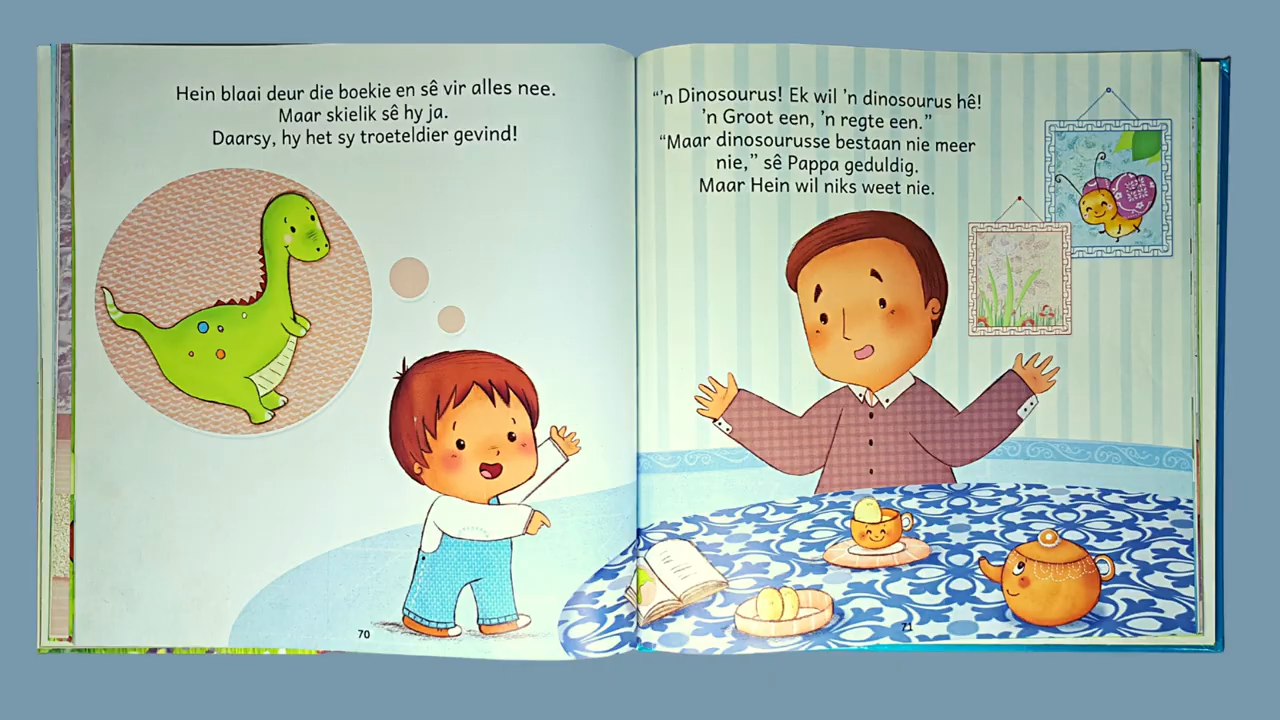 Hein blaai deur die boekie en sê vir alles nee.
Maar skielik sê hy ja.
Daarsy, hy het sy troeteldier gevind!
70
“’n Dinosourus! Ek wil ’n dinosourus hê!
’n Groot een, ’n regte een.”
“Maar dinosourusse bestaan nie meer
nie,” sê Pappa geduldig.
Maar Hein wil niks weet nie.
71